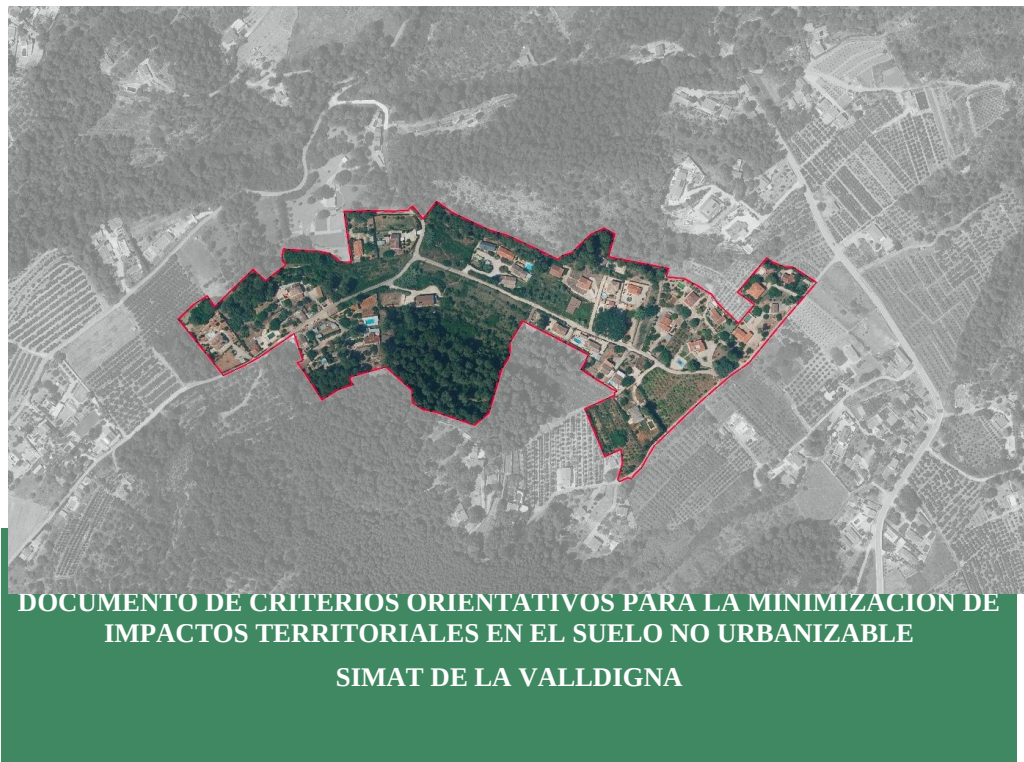 DOCUMENTO DE CRITERIOS ORIENTATIVOS PARA LA MINIMIZACIÓN DE
IMPACTOS TERRITORIALES EN EL SUELO NO URBANIZABLE
SIMAT DE LA VALLDIGNA